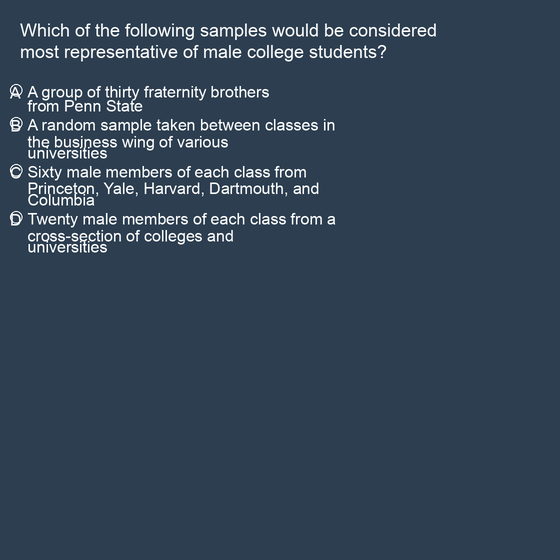 Which of the following samples would be considered
most representative of male college students?
A A group of thirty fraternity brothers
from Penn State
B A random sample taken between classes in
the business wing of various
universities
C Sixty male members of each class from
Princeton, Yale, Harvard, Dartmouth, and
Columbia
D Twenty male members of each class from a
cross-section of colleges and
universities